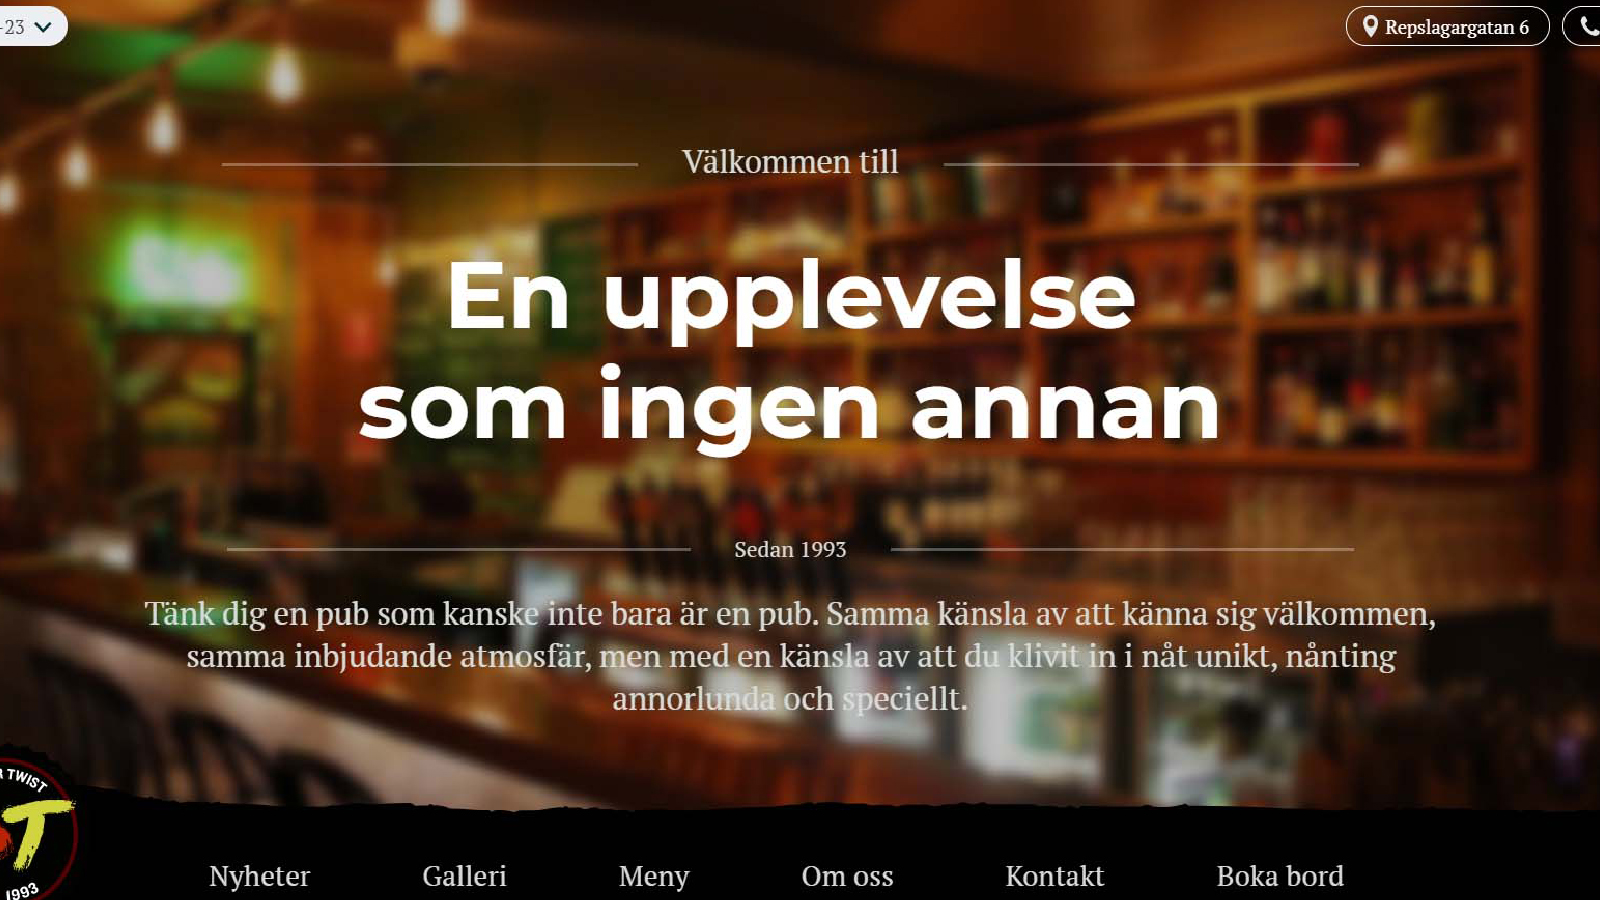 -23
Repslagargatan 6
Välkommen till
En upplevelse
som ingen annan
Sedan 1993
Tänk dig en pub som kanske inte bara är en pub. Samma känsla av att känna sig välkommen,
samma inbjudande atmosfär, men med en känsla av att du klivit in i nåt unikt, nånting
annorlunda och speciellt.
TWIST
T
1993
Nyheter
Galleri
Meny
Om oss
Kontakt
Boka bord